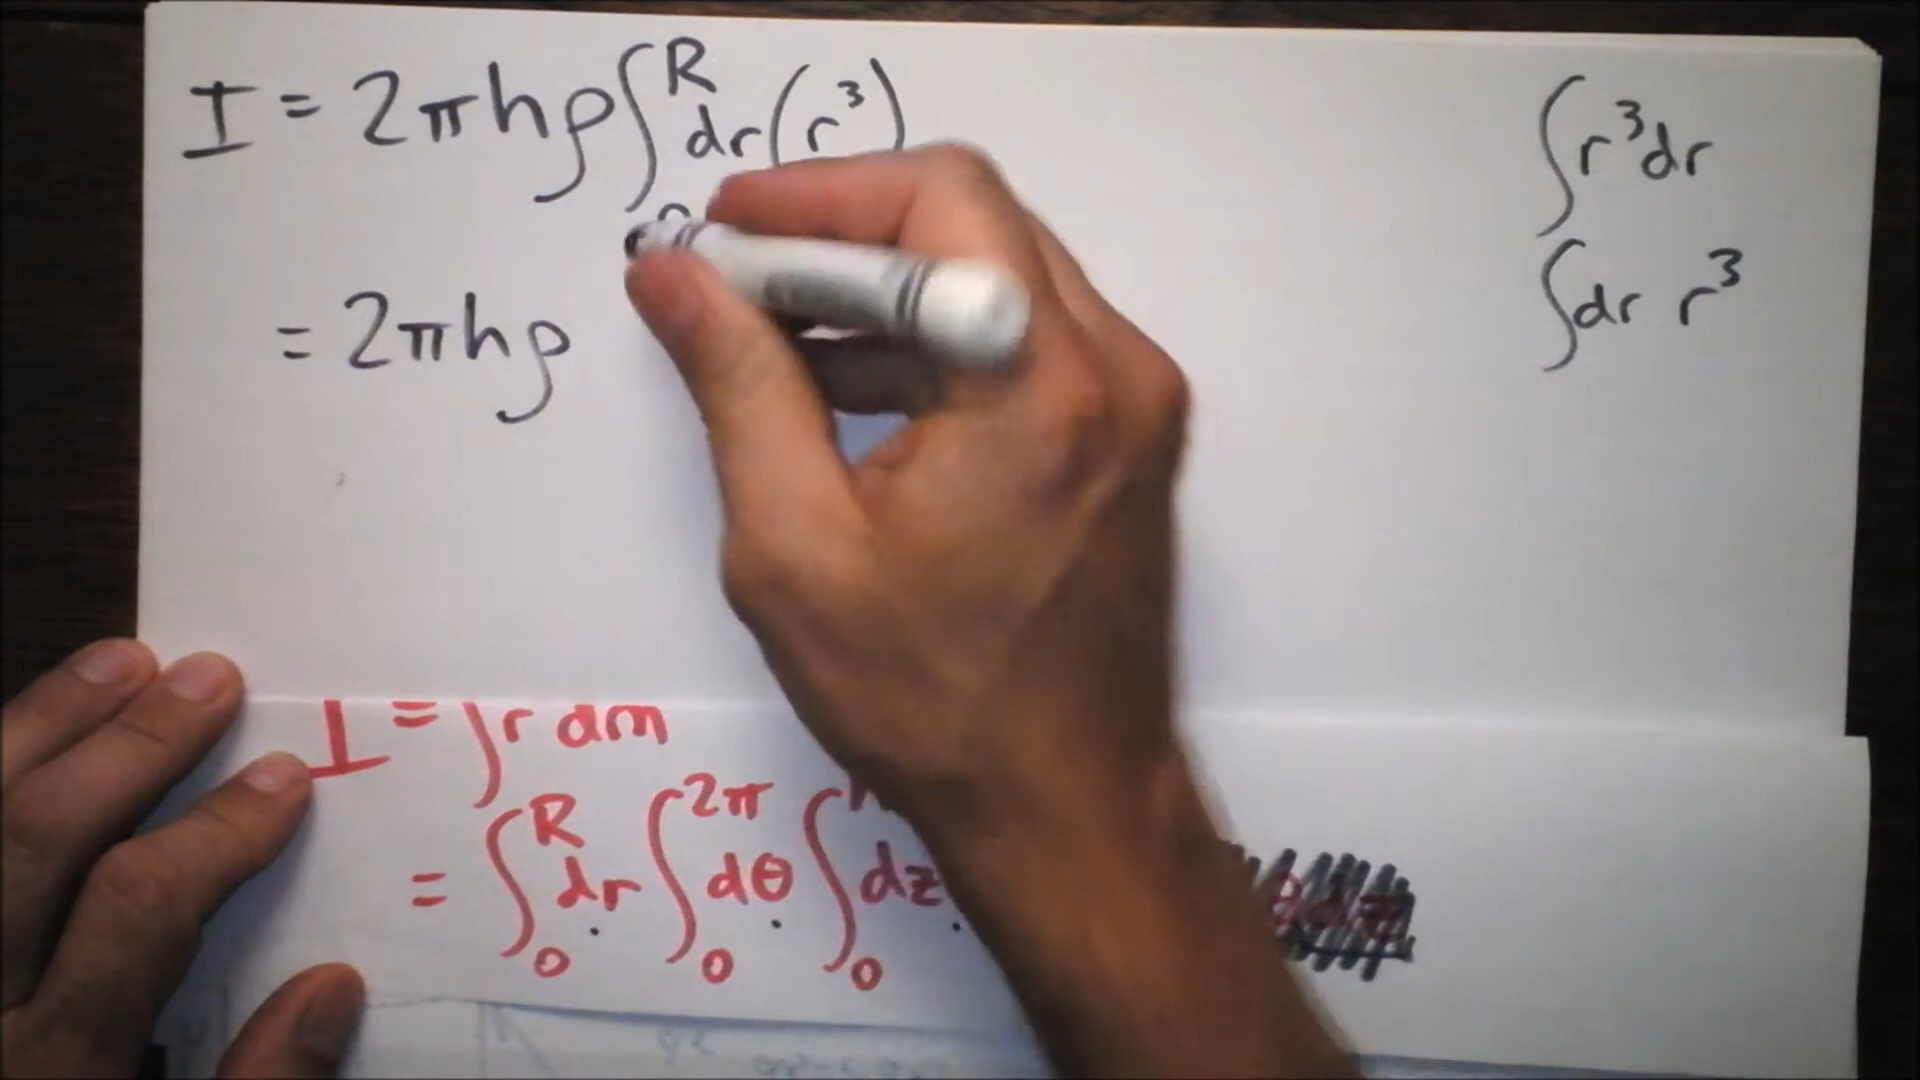 I = 2πhρ∫₀ᴿ dr(r³)
∫r³dr
∫dr r³
= 2πhρ
I = ∫r dm
= ∫₀ᴿ dr ∫₀²π dθ ∫₀ dz